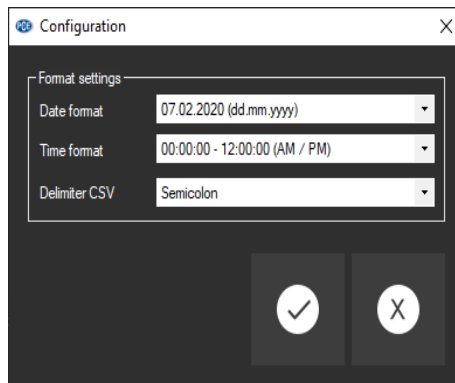 PCE Configuration X
Format settings
Date format 07.02.2020 (dd.mm.yyyy)
Time format 00:00:00 - 12:00:00 (AM / PM)
Delimiter CSV Semicolon
X